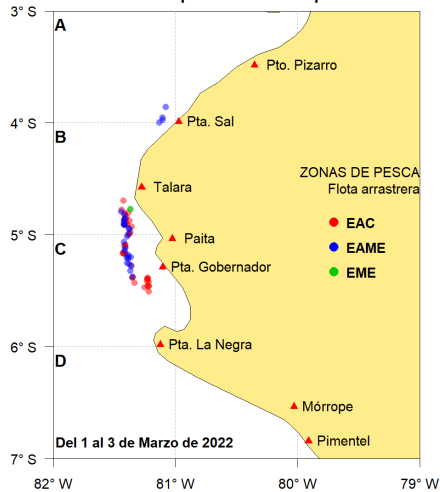 3° S
A
Pto. Pizarro
4° S
Pta. Sal
B
ZONAS DE PESCA
Flota arrastrera
Talara
EAC
5° S
Paita
EAME
C
Pta. Gobernador
EME
6° S
Pta. La Negra
D
Mórrope
Del 1 al 3 de Marzo de 2022
Pimentel
7° S
82° W
81° W
80° W
79° W